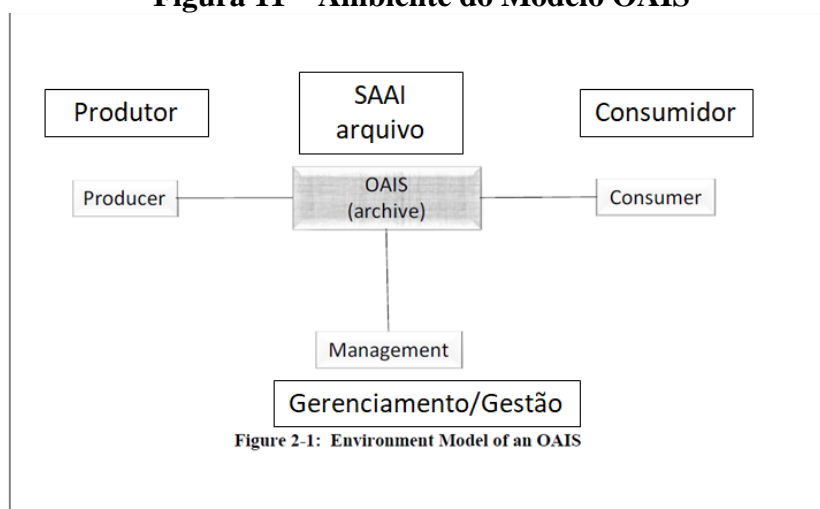 Figura 11 – Ambiente do Modelo OAIS
Produtor
SAAI
arquivo
Consumidor
Producer
OAIS
(archive)
Consumer
Management
Gerenciamento/Gestão
Figure 2-1: Environment Model of an OAIS